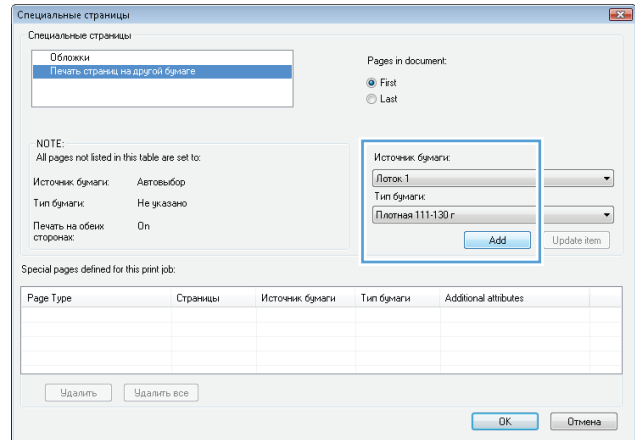 Специальные страницы
Специальные страницы
Обложки
Печать страниц на другой бумаге
Pages in document:
First
Last
NOTE:
All pages not listed in this table are set to:
Источник бумаги: Автовыбор
Тип бумаги: Не указано
Печать на обеих
сторонах:
On
Источник бумаги:
Лоток 1
Тип бумаги:
Плотная 111-130 г
Add
Update item
Special pages defined for this print job:
Page Type Страницы Источник бумаги Тип бумаги Additional attributes
Удалить Удалить все
OK Отмена